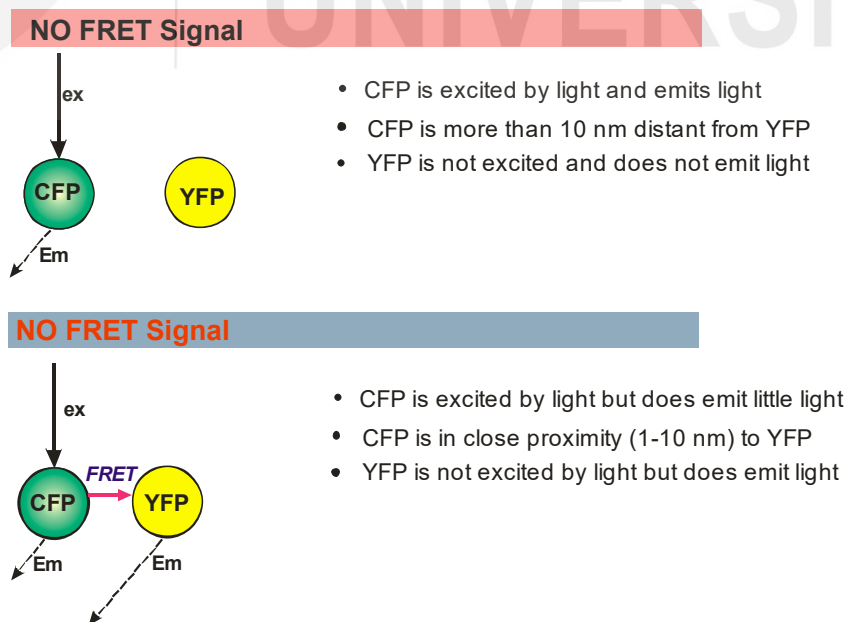 UNIVERSI
NO FRET Signal
ex
• CFP is excited by light and emits light
• CFP is more than 10 nm distant from YFP
• YFP is not excited and does not emit light
CFP
YFP
Em
NO FRET Signal
ex
• CFP is excited by light but does emit little light
• CFP is in close proximity (1-10 nm) to YFP
• YFP is not excited by light but does emit light
FRET
CFP
YFP
Em
Em